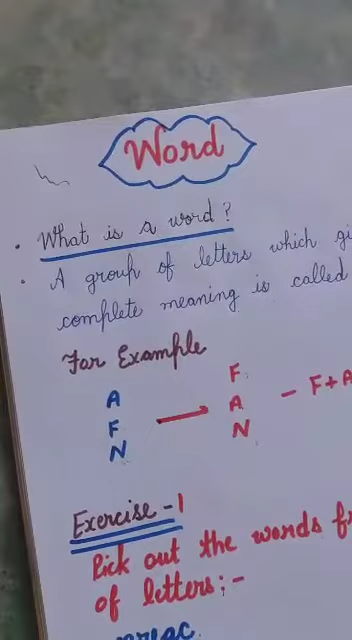 Word
What is a word?
A group of letters which gi
complete meaning is called
For Example
A F
F → A - F+A
N N
Exercise -1
Pick out the words fr
of letters:-